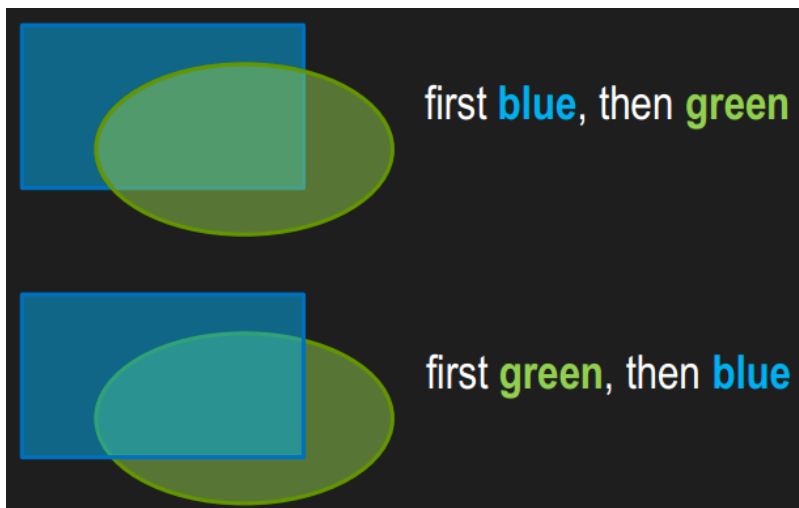 first blue, then green
first green, then blue